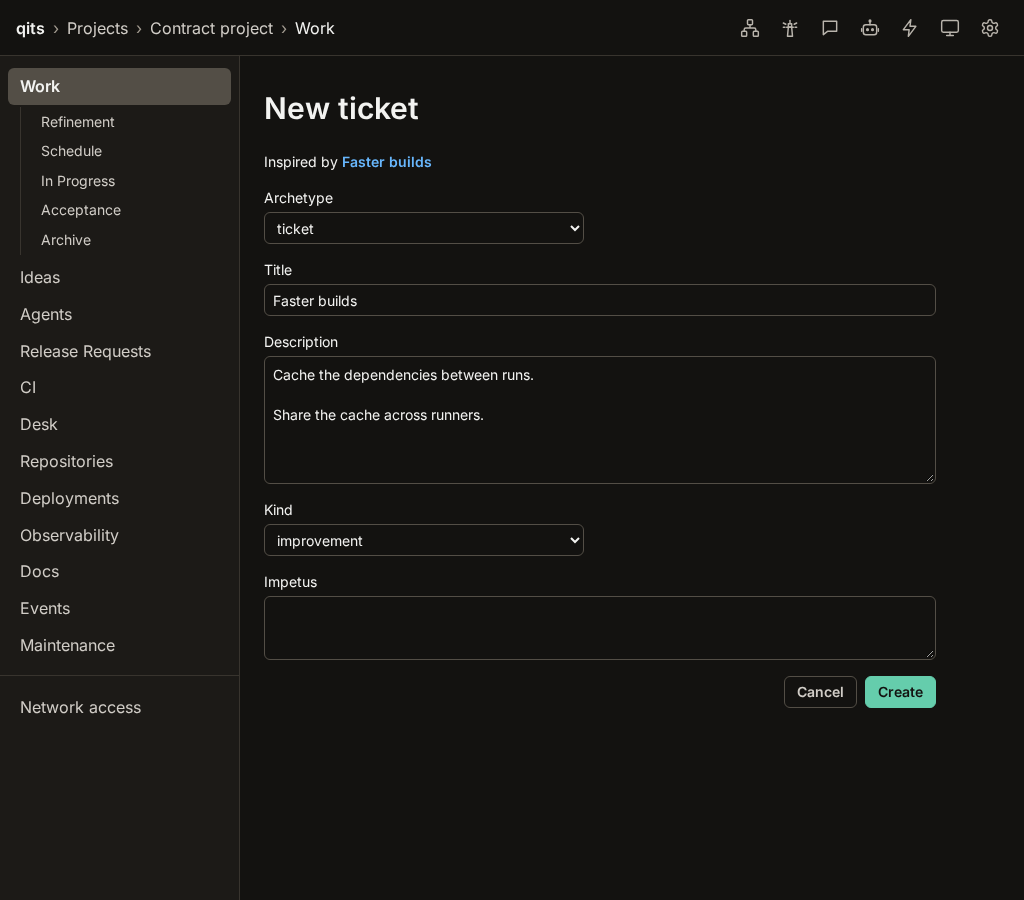 qits › Projects › Contract project › Work
Work
Refinement
Schedule
In Progress
Acceptance
Archive
Ideas
Agents
Release Requests
CI
Desk
Repositories
Deployments
Observability
Docs
Events
Maintenance
Network access
New ticket
Inspired by Faster builds
Archetype
ticket
Title
Faster builds
Description
Cache the dependencies between runs.
Share the cache across runners.
Kind
improvement
Impetus
Cancel
Create